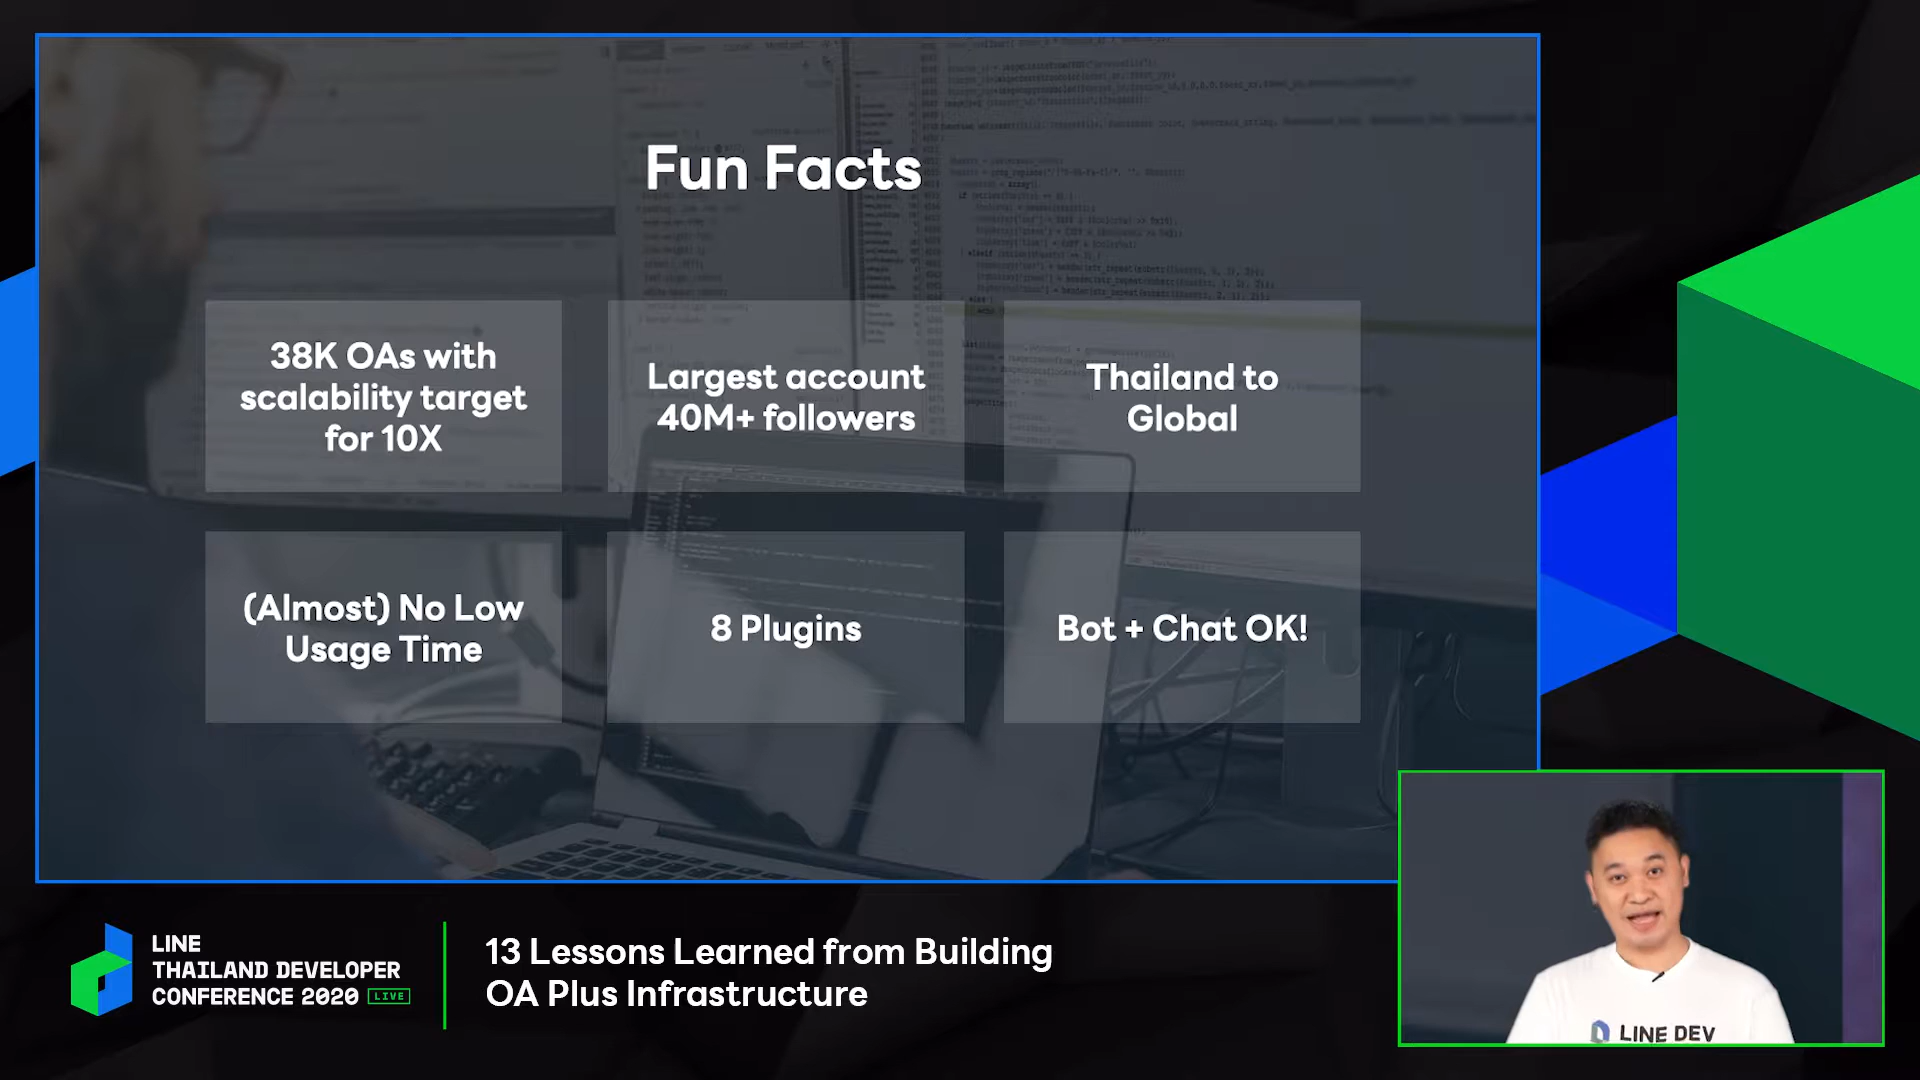 Fun Facts
38K OAs with
scalability target
for 10X
Largest account
40M+ followers
Thailand to
Global
(Almost) No Low
Usage Time
8 Plugins
Bot + Chat OK!
LINE
THAILAND DEVELOPER
CONFERENCE 2020 LIVE
13 Lessons Learned from Building
OA Plus Infrastructure
LINE DEV